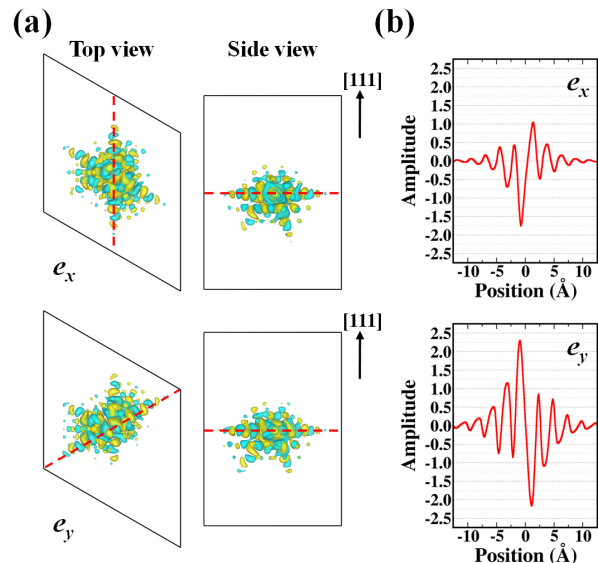 (a)
Top view
Side view
[111]
e_x
[111]
e_y
(b)
e_x
Amplitude
2.5
2.0
1.5
1.0
0.5
0.0
-0.5
-1.0
-1.5
-2.0
-2.5
-10 -5 0 5 10
Position (Å)
e_y
Amplitude
2.5
2.0
1.5
1.0
0.5
0.0
-0.5
-1.0
-1.5
-2.0
-2.5
-10 -5 0 5 10
Position (Å)